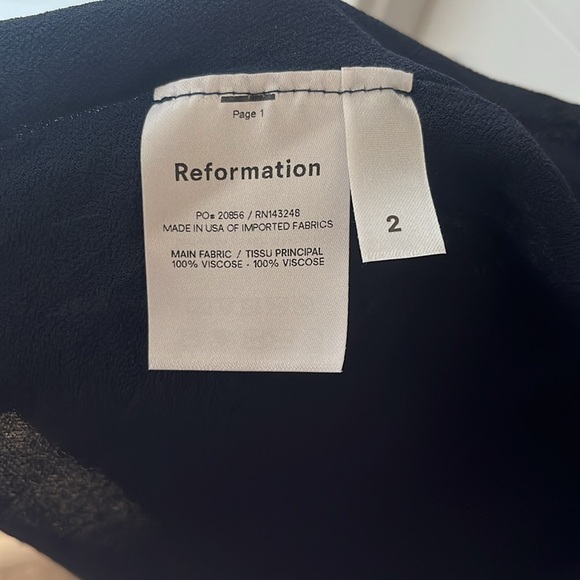 Page 1
Reformation
PO# 20856 / RN143248
MADE IN USA OF IMPORTED FABRICS
MAIN FABRIC / TISSU PRINCIPAL
100% VISCOSE - 100% VISCOSE
2